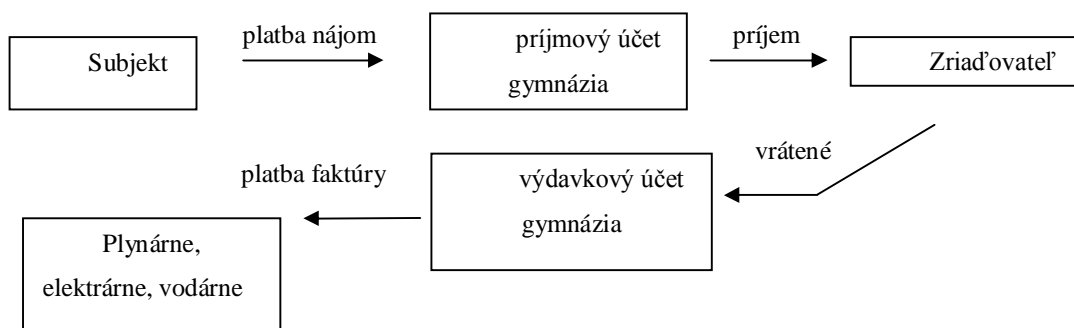 platba nájom
príjem
Subjekt
príjmový účet
gymnázia
Zriaďovateľ
vrátené
platba faktúry
výdavkový účet
gymnázia
Plynárne,
elektrárne, vodárne